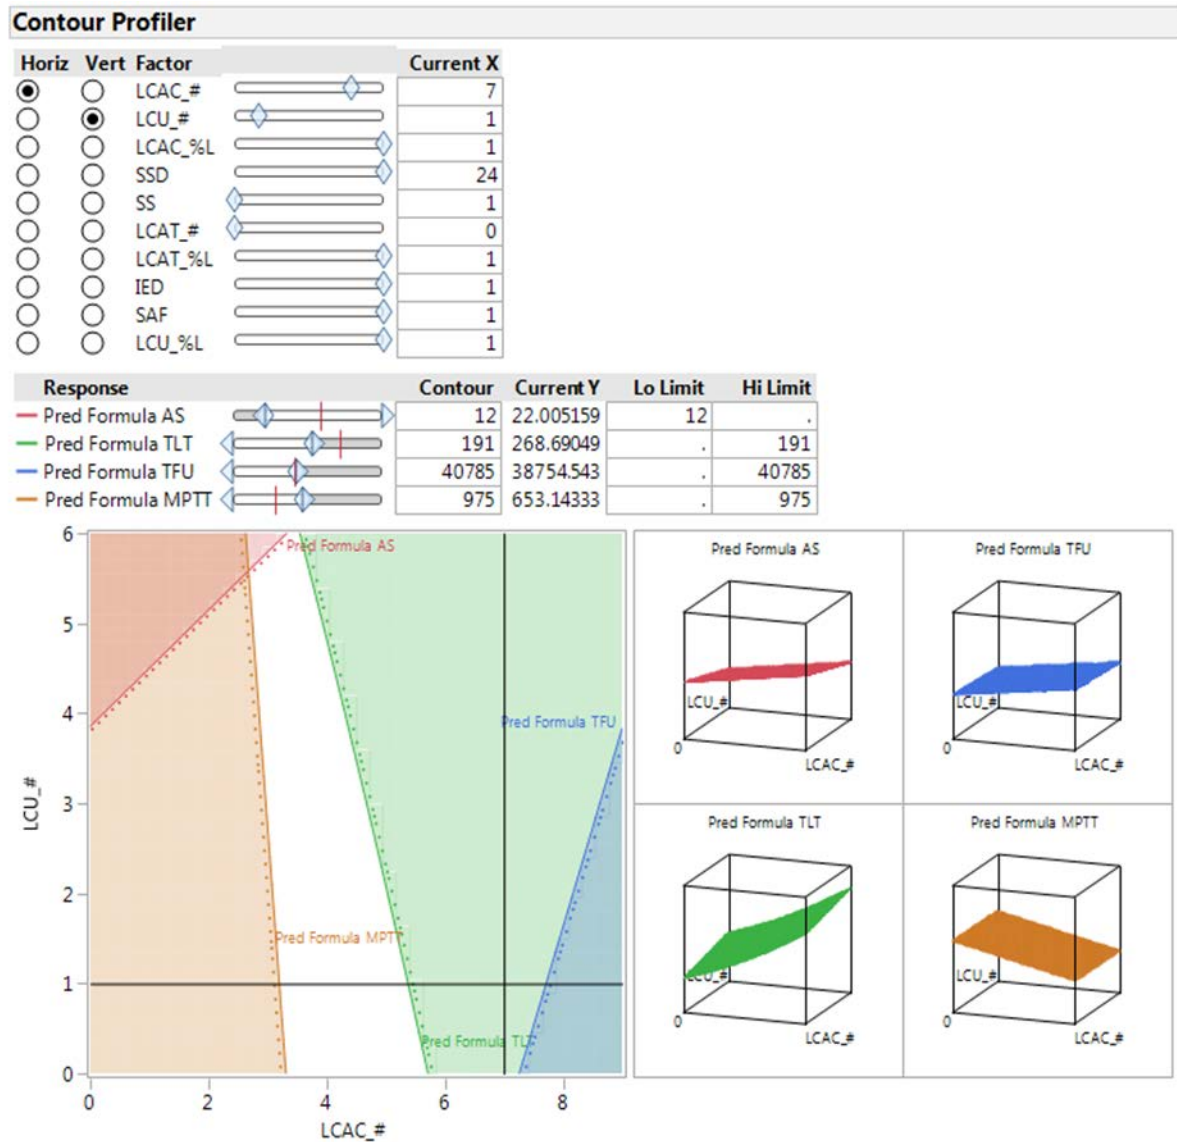 Contour Profiler
Horiz Vert Factor Current X
LCAC_# 7
LCU_# 1
LCAC_%L 1
SSD 24
SS 1
LCAT_# 0
LCAT_%L 1
IED 1
SAF 1
LCU_%L 1
Response Contour Current Y Lo Limit Hi Limit
Pred Formula AS 12 22.005159 12 .
Pred Formula TLT 191 268.69049 . 191
Pred Formula TFU 40785 38754.543 . 40785
Pred Formula MPTT 975 653.14333 . 975
6
5
4
3
2
1
0
LCU_#
Pred Formula AS
Pred Formula TFU
Pred Formula MPTT
Pred Formula TLT
0 2 4 6 8
LCAC_#
Pred Formula AS
LCU_#
0
LCAC_#
Pred Formula TFU
LCU_#
0
LCAC_#
Pred Formula TLT
LCU_#
0
LCAC_#
Pred Formula MPTT
LCU_#
0
LCAC_#